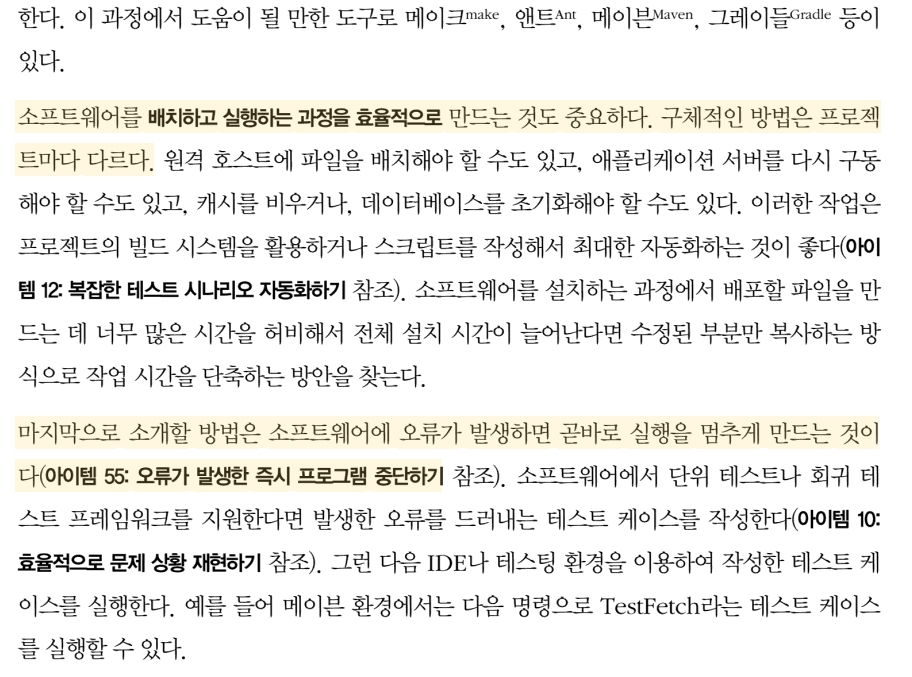 한다. 이 과정에서 도움이 될 만한 도구로 메이크make, 앤트Ant, 메이븐Maven, 그레이들Gradle 등이
있다.
소프트웨어를 배치하고 실행하는 과정을 효율적으로 만드는 것도 중요하다. 구체적인 방법은 프로젝
트마다 다르다. 원격 호스트에 파일을 배치해야 할 수도 있고, 애플리케이션 서버를 다시 구동
해야 할 수도 있고, 캐시를 비우거나, 데이터베이스를 초기화해야 할 수도 있다. 이러한 작업은
프로젝트의 빌드 시스템을 활용하거나 스크립트를 작성해서 최대한 자동화하는 것이 좋다(아이
템 12: 복잡한 테스트 시나리오 자동화하기 참조). 소프트웨어를 설치하는 과정에서 배포할 파일을 만
드는 데 너무 많은 시간을 허비해서 전체 설치 시간이 늘어난다면 수정된 부분만 복사하는 방
식으로 작업 시간을 단축하는 방안을 찾는다.
마지막으로 소개할 방법은 소프트웨어에 오류가 발생하면 곧바로 실행을 멈추게 만드는 것이
다(아이템 55: 오류가 발생한 즉시 프로그램 중단하기 참조). 소프트웨어에서 단위 테스트나 회귀 테
스트 프레임워크를 지원한다면 발생한 오류를 드러내는 테스트 케이스를 작성한다(아이템 10:
효율적으로 문제 상황 재현하기 참조). 그런 다음 IDE나 테스팅 환경을 이용하여 작성한 테스트 케
이스를 실행한다. 예를 들어 메이븐 환경에서는 다음 명령으로 TestFetch라는 테스트 케이스
를 실행할 수 있다.